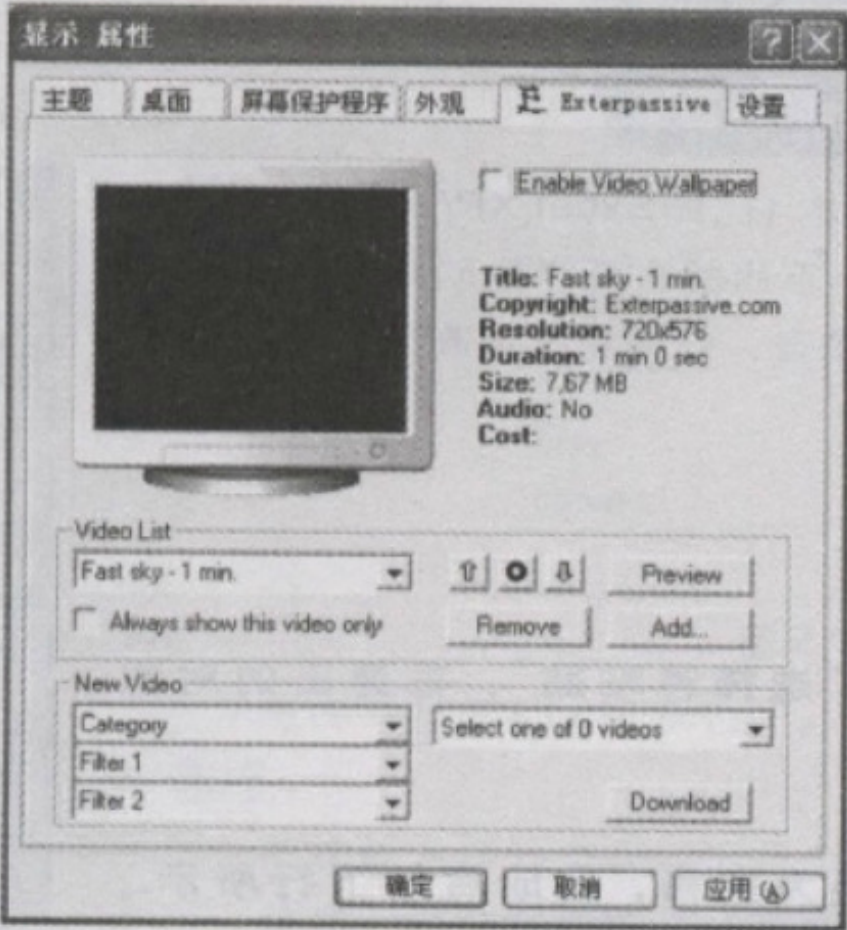 显示 属性
主题 桌面 屏幕保护程序 外观 Exterpassive 设置
Enable Video Wallpaper
Title: Fast sky - 1 min.
Copyright: Exterpassive.com
Resolution: 720x576
Duration: 1 min 0 sec
Size: 7,67 MB
Audio: No
Cost:
Video List
Fast sky - 1 min. Preview
Always show this video only Remove Add...
New Video
Category Select one of 0 videos
Filter 1
Filter 2 Download
确定 取消 应用(A)